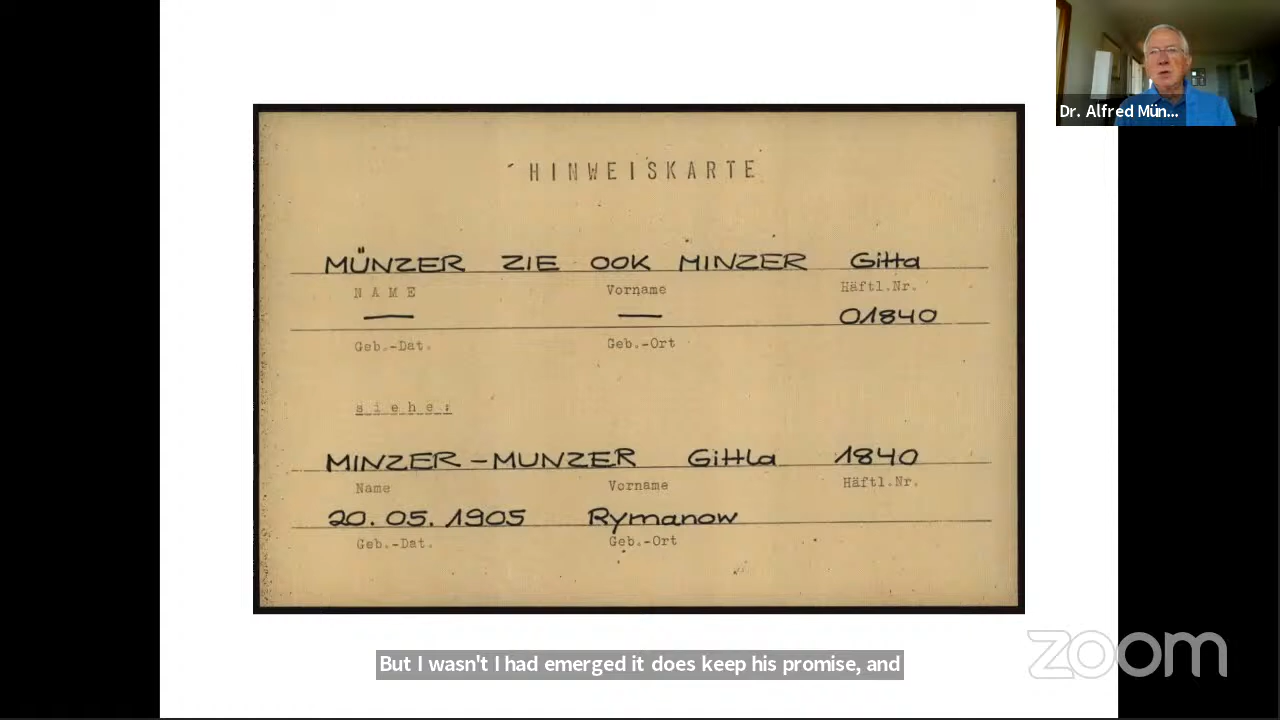 Dr. Alfred Mün...
HINWEISKARTE
MÜNZER ZIE OOK MINZER Gitta
NAME Vorname Häftl.Nr.
— — 01840
Geb.-Dat. Geb.-Ort
siehe:
MINZER-MUNZER Gittla 1840
Name Vorname Häftl.Nr.
20.05.1905 Rymanow
Geb.-Dat. Geb.-Ort
But I wasn't I had emerged it does keep his promise, and
zoom